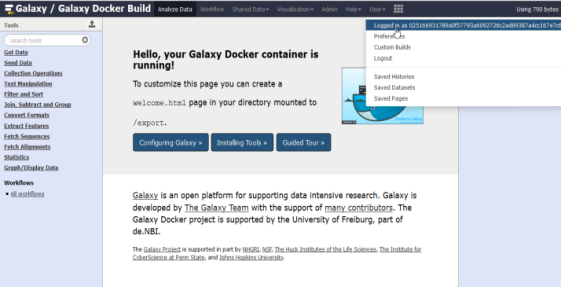 Galaxy / Galaxy Docker Build
Analyze Data
Workflow
Shared Data
Visualization
Admin
Help
User
Using 790 bytes
Tools
search tools
Get Data
Send Data
Collection Operations
Text Manipulation
Filter and Sort
Join, Subtract and Group
Convert Formats
Extract Features
Fetch Sequences
Fetch Alignments
Statistics
Graph/Display Data
Workflows
All workflows
Hello, your Galaxy Docker container is
running!
To customize this page you can create a
welcome.html page in your directory mounted to
/export.
Configuring Galaxy »
Installing Tools »
Guided Tour »
Galaxy is an open platform for supporting data intensive research. Galaxy is
developed by The Galaxy Team with the support of many contributors. The
Galaxy Docker project is supported by the University of Freiburg, part of
de.NBI.
The Galaxy Project is supported in part by NHGRI, NSF, The Huck Institutes of the Life Sciences, The Institute for
CyberScience at Penn State, and Johns Hopkins University.
Logged in as
Preferences
Custom Builds
Logout
Saved Histories
Saved Datasets
Saved Pages